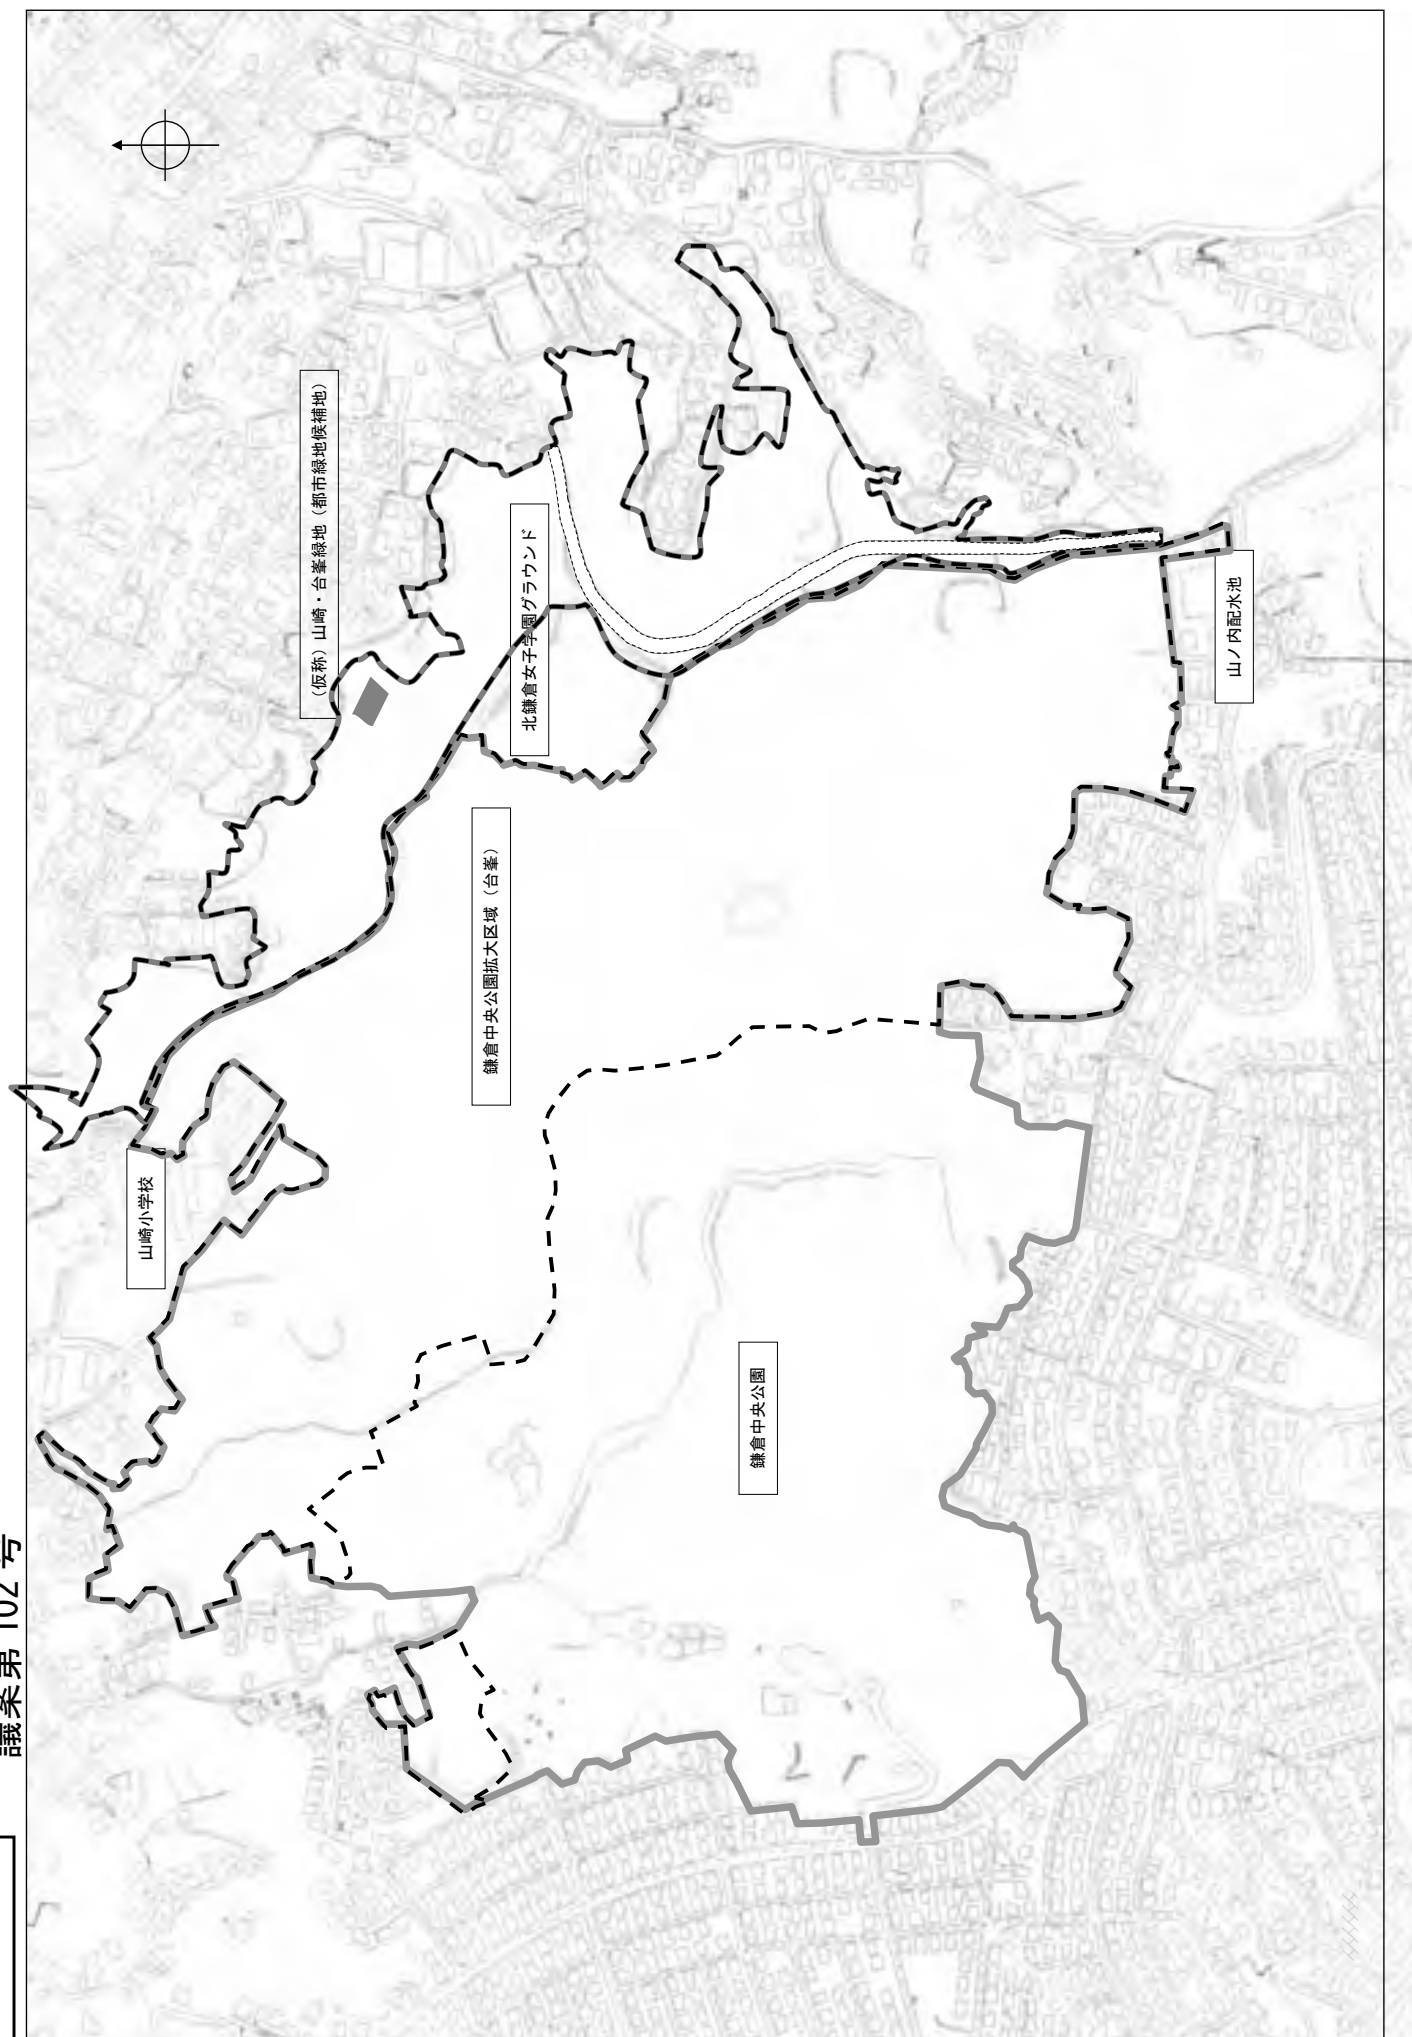 議案第 102 号
(仮称)山崎・台峯緑地(都市緑地候補地)
北鎌倉女子学園グラウンド
山ノ内配水池
鎌倉中央公園拡大区域(台峯)
山崎小学校
鎌倉中央公園